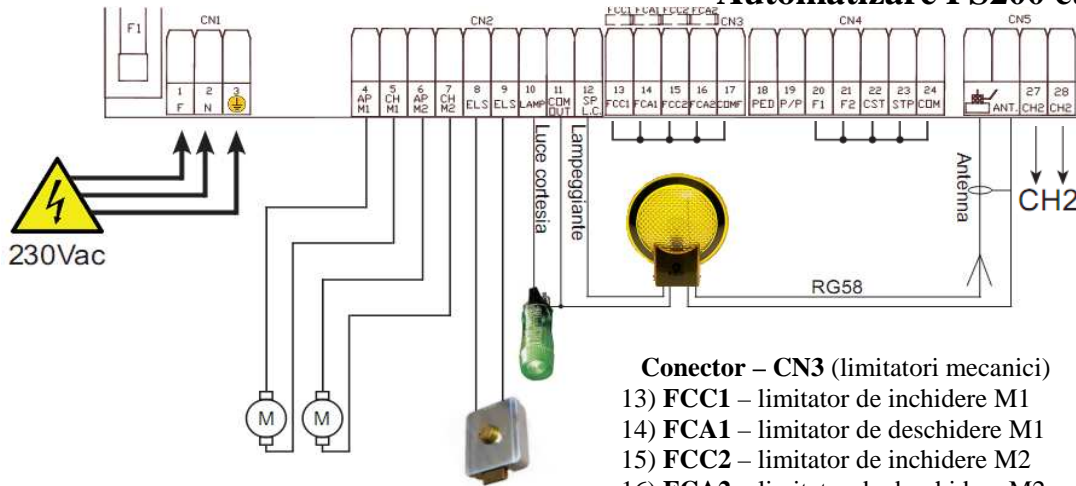 CN1
CN2
FCC1 FCA1 FCC2 FCA2
CN3
CN4
CN5
F1
1 F
2 N
3
4 AP M1
5 CH M1
6 AP M2
7 CH M2
8 ELS
9 ELS
10 LAMP
11 COM OUT
12 SP L.C.
13 FCC1
14 FCA1
15 FCC2
16 FCA2
17 COMF
18 PED
19 P/P
20 F1
21 F2
22 CST
23 STP
24 COM
ANT.
27 CH2
28 CH2
Luce cortesia
Lampeggiante
Antenna
CH2
230Vac
RG58
M
M
Conector – CN3 (limitatori mecanici)
13) FCC1 – limitator de inchidere M1
14) FCA1 – limitator de deschidere M1
15) FCC2 – limitator de inchidere M2